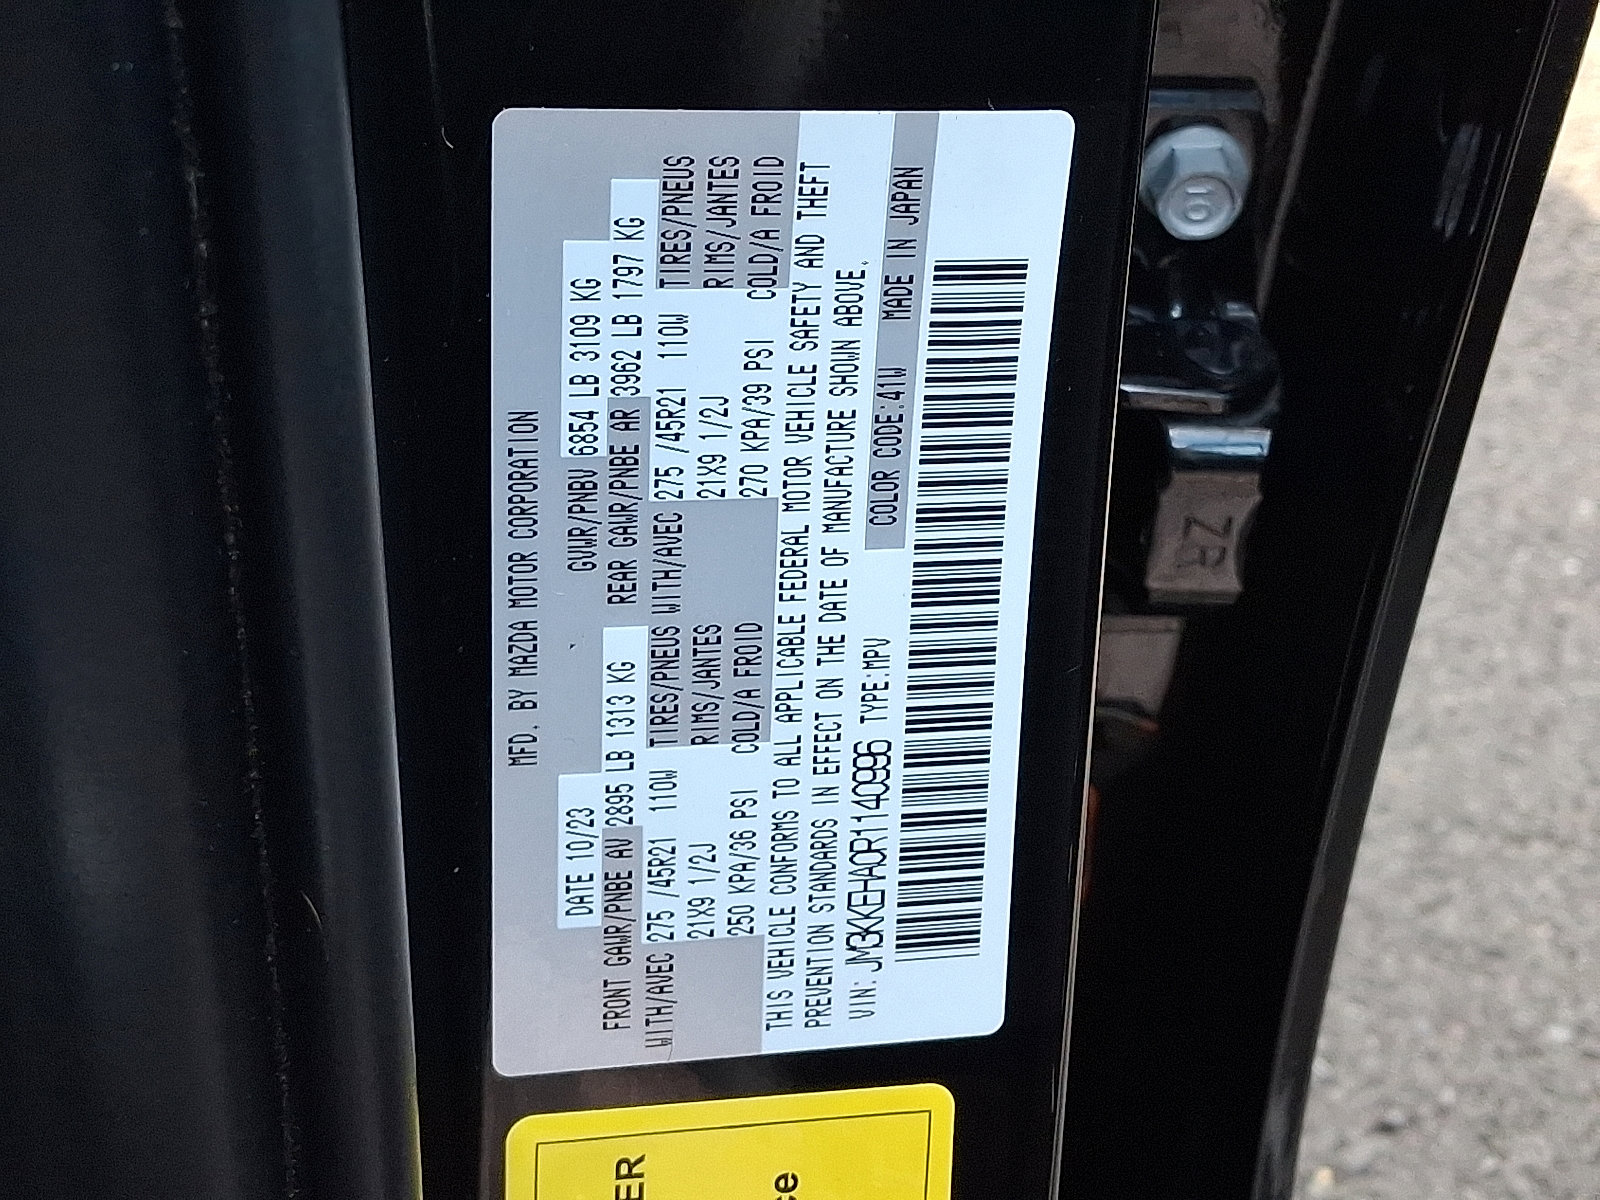 MFD. BY MAZDA MOTOR CORPORATION
DATE 10/23 GVWR/PNBV 6854 LB 3109 KG
FRONT GAWR/PNBE AV 2895 LB 1313 KG REAR GAWR/PNBE AR 3962 LB 1797 KG
WITH/AVEC 275 /45R21 110W TIRES/PNEUS WITH/AVEC 275 /45R21 110W TIRES/PNEUS
21X9 1/2J RIMS/JANTES 21X9 1/2J RIMS/JANTES
250 KPA/36 PSI COLD/A FROID 270 KPA/39 PSI COLD/A FROID
THIS VEHICLE CONFORMS TO ALL APPLICABLE FEDERAL MOTOR VEHICLE SAFETY AND THEFT
PREVENTION STANDARDS IN EFFECT ON THE DATE OF MANUFACTURE SHOWN ABOVE.
VIN: JM3KKEHA0R1140996 TYPE:MPV
COLOR CODE:41W MADE IN JAPAN
10
ZR
ER
ce